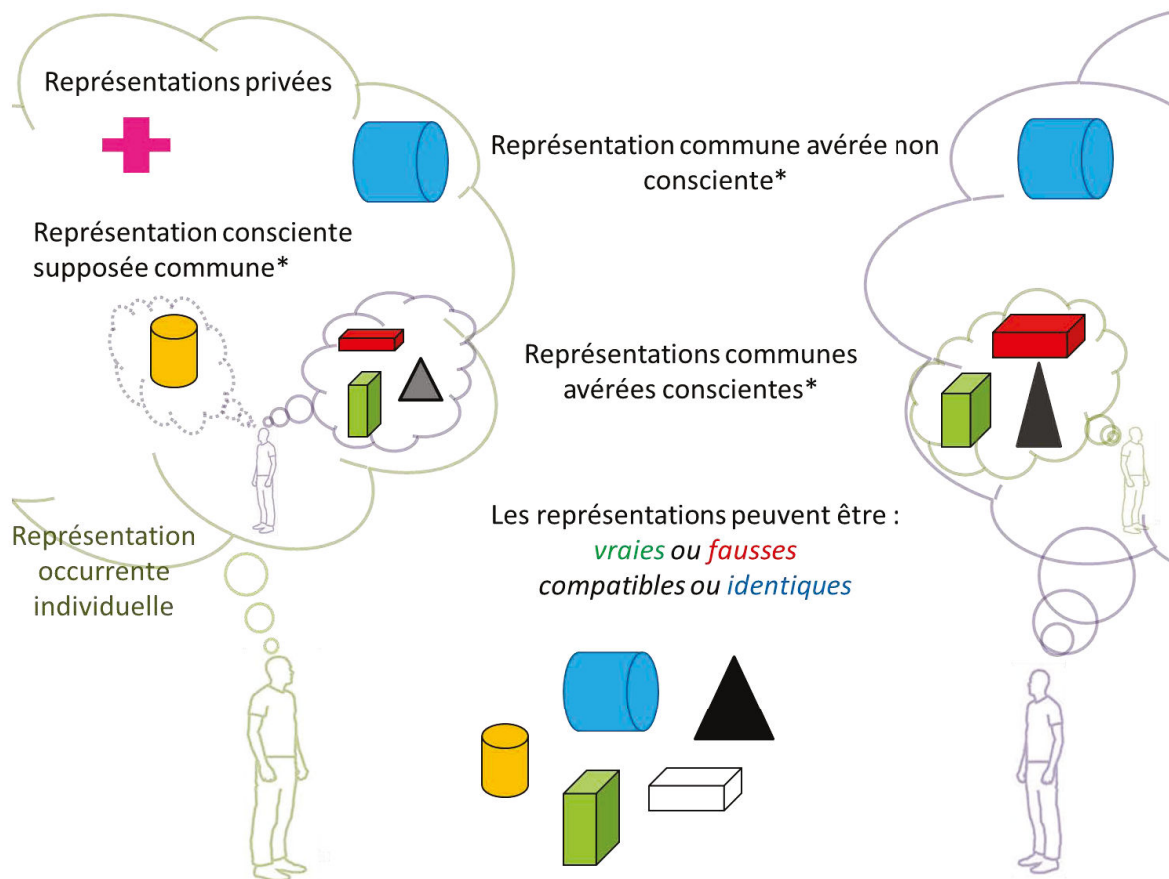 Représentations privées
Représentation commune avérée non
consciente*
Représentation consciente
supposée commune*
Représentations communes
avérées conscientes*
Les représentations peuvent être :
vraies ou fausses
compatibles ou identiques
Représentation
occurrente
individuelle